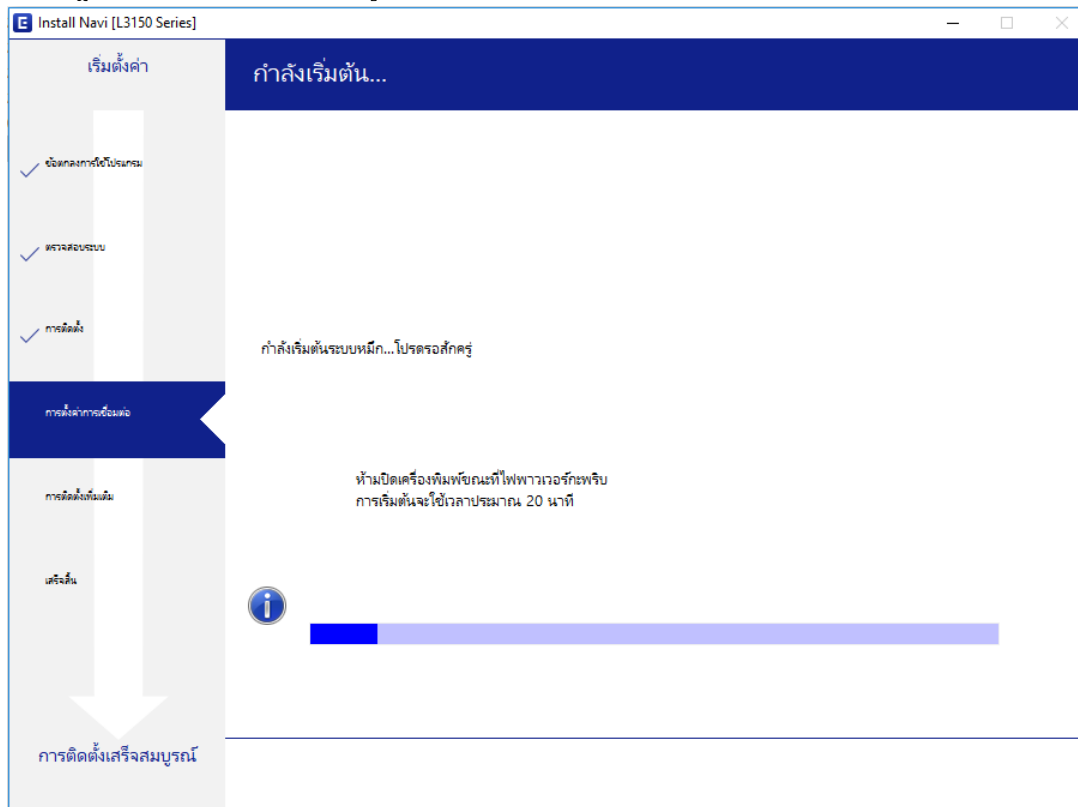 Install Navi [L3150 Series]
เริ่มตั้งค่า
กำลังเริ่มต้น...
ข้อตกลงการใช้โปรแกรม
ตรวจสอบระบบ
การติดตั้ง
กำลังเริ่มต้นระบบหมึก...โปรดรอสักครู่
การตั้งค่าการเชื่อมต่อ
ห้ามปิดเครื่องพิมพ์ขณะที่ไฟพาวเวอร์กะพริบ
การเริ่มต้นจะใช้เวลาประมาณ 20 นาที
การติดตั้งเพิ่มเติม
เสร็จสิ้น
การติดตั้งเสร็จสมบูรณ์